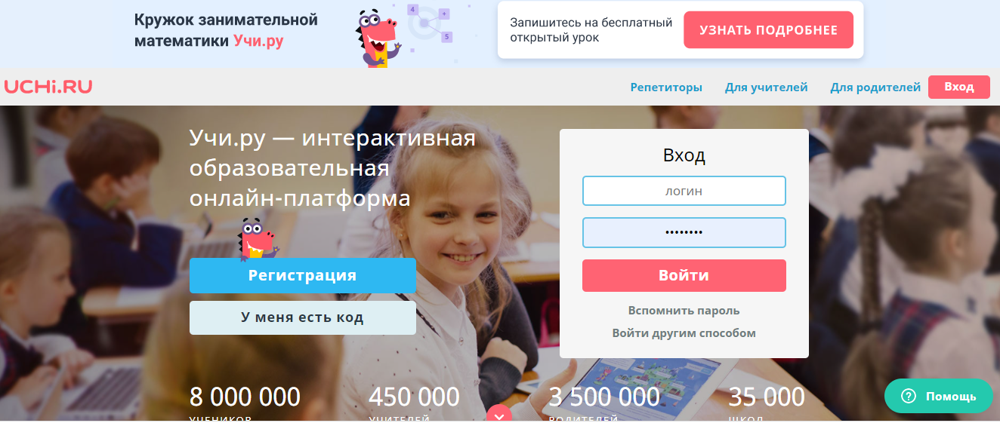 Кружок занимательной
математики Учи.ру
4
+
5
Запишитесь на бесплатный
открытый урок
УЗНАТЬ ПОДРОБНЕЕ
UCHi.RU
Репетиторы
Для учителей
Для родителей
Вход
Учи.ру — интерактивная
образовательная
онлайн-платформа
Регистрация
У меня есть код
Вход
логин
••••••••
Войти
Вспомнить пароль
Войти другим способом
8 000 000
450 000
3 500 000
35 000
УЧЕНИКОВ
УЧИТЕЛЕЙ
РОДИТЕЛЕЙ
ШКОЛ
? Помощь